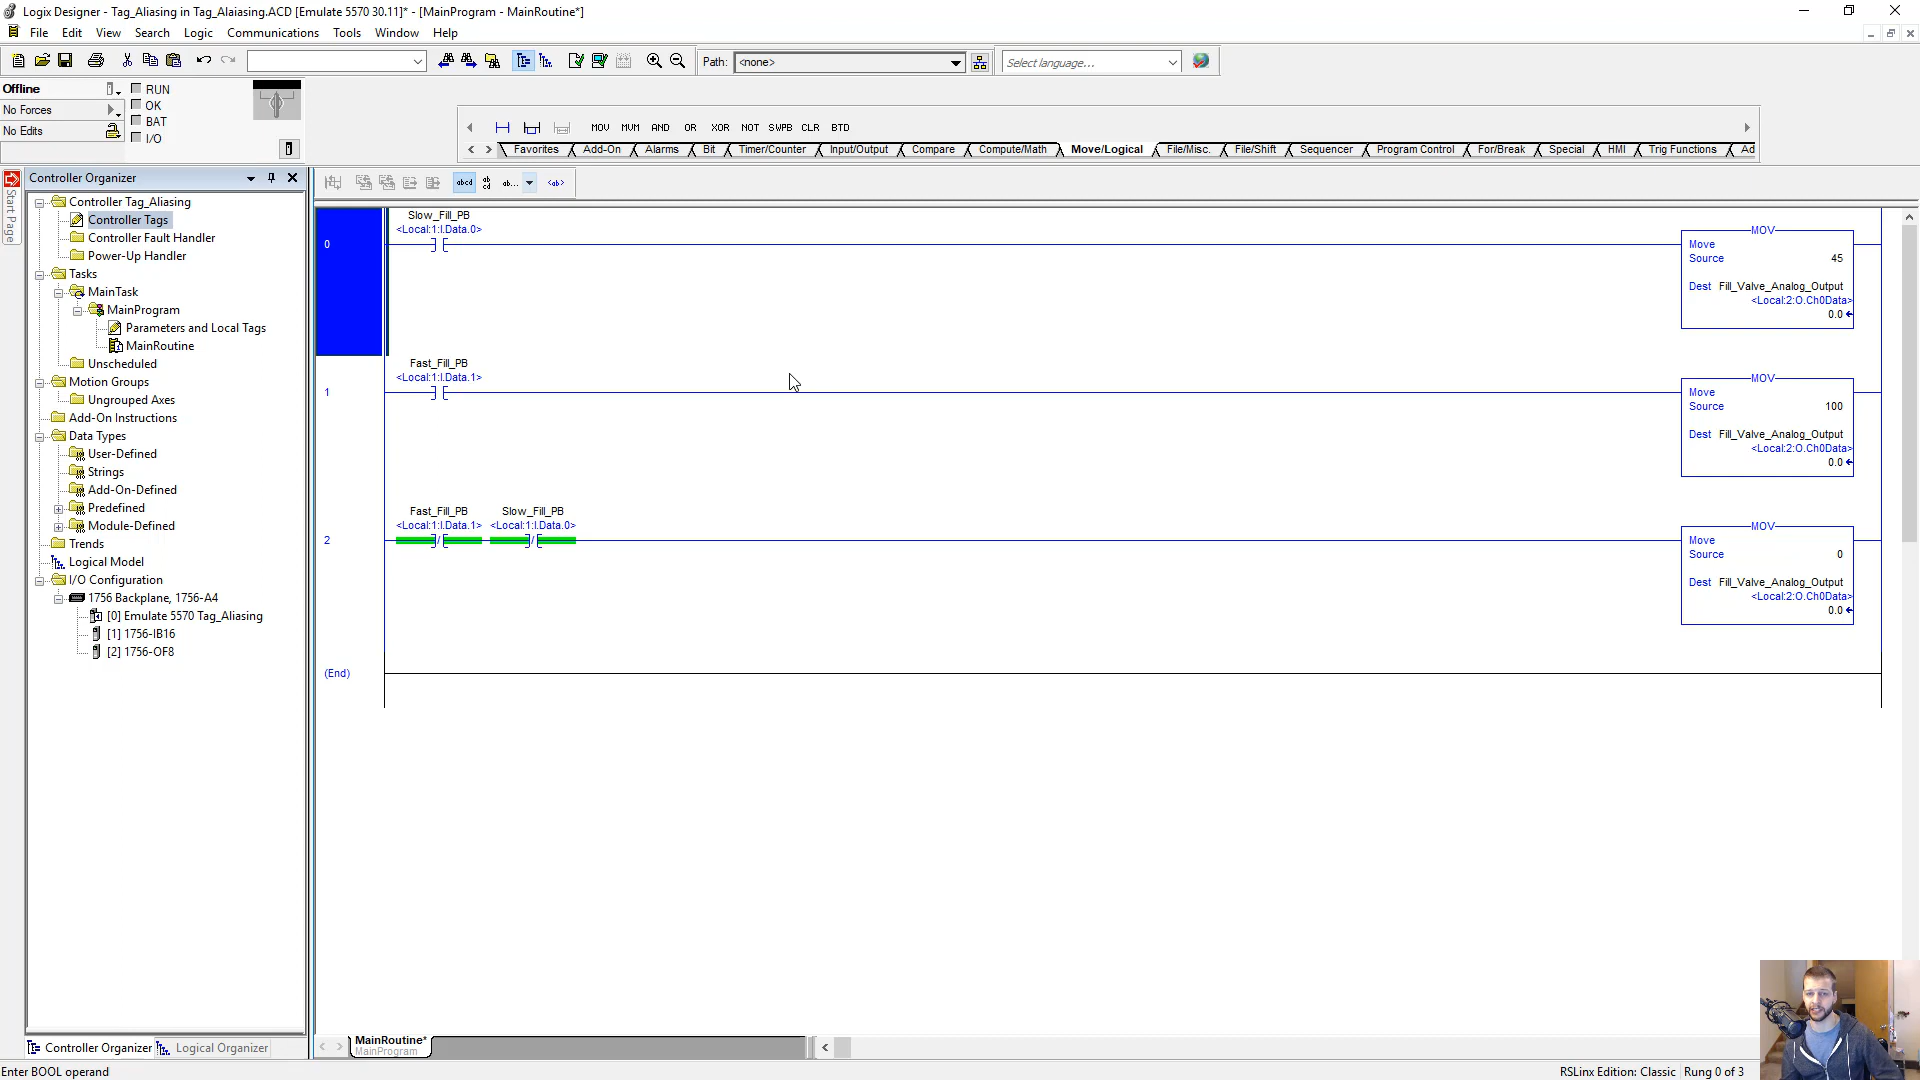 Logix Designer - Tag_Aliasing in Tag_Alaiasing.ACD [Emulate 5570 30.11]* - [MainProgram - MainRoutine*]
File Edit View Search Logic Communications Tools Window Help
Path: <none> Select language...
Offline RUN
No Forces OK
No Edits BAT
I/O
MOV MVM AND OR XOR NOT SWPB CLR BTD
Favorites Add-On Alarms Bit Timer/Counter Input/Output Compare Compute/Math Move/Logical File/Misc. File/Shift Sequencer Program Control For/Break Special HMI Trig Functions Ad
Start Page
Controller Organizer
Controller Tag_Aliasing
Controller Tags
Controller Fault Handler
Power-Up Handler
Tasks
MainTask
MainProgram
Parameters and Local Tags
MainRoutine
Unscheduled
Motion Groups
Ungrouped Axes
Add-On Instructions
Data Types
User-Defined
Strings
Add-On-Defined
Predefined
Module-Defined
Trends
Logical Model
I/O Configuration
1756 Backplane, 1756-A4
[0] Emulate 5570 Tag_Aliasing
[1] 1756-IB16
[2] 1756-OF8
Controller Organizer Logical Organizer
abcd ab cd ab... <ab>
0
Slow_Fill_PB
<Local:1:I.Data.0>
MOV
Move
Source 45
Dest Fill_Valve_Analog_Output
<Local:2:O.Ch0Data>
0.0
1
Fast_Fill_PB
<Local:1:I.Data.1>
MOV
Move
Source 100
Dest Fill_Valve_Analog_Output
<Local:2:O.Ch0Data>
0.0
2
Fast_Fill_PB Slow_Fill_PB
<Local:1:I.Data.1> <Local:1:I.Data.0>
MOV
Move
Source 0
Dest Fill_Valve_Analog_Output
<Local:2:O.Ch0Data>
0.0
(End)
MainRoutine*
MainProgram
Enter BOOL operand
RSLinx Edition: Classic Rung 0 of 3